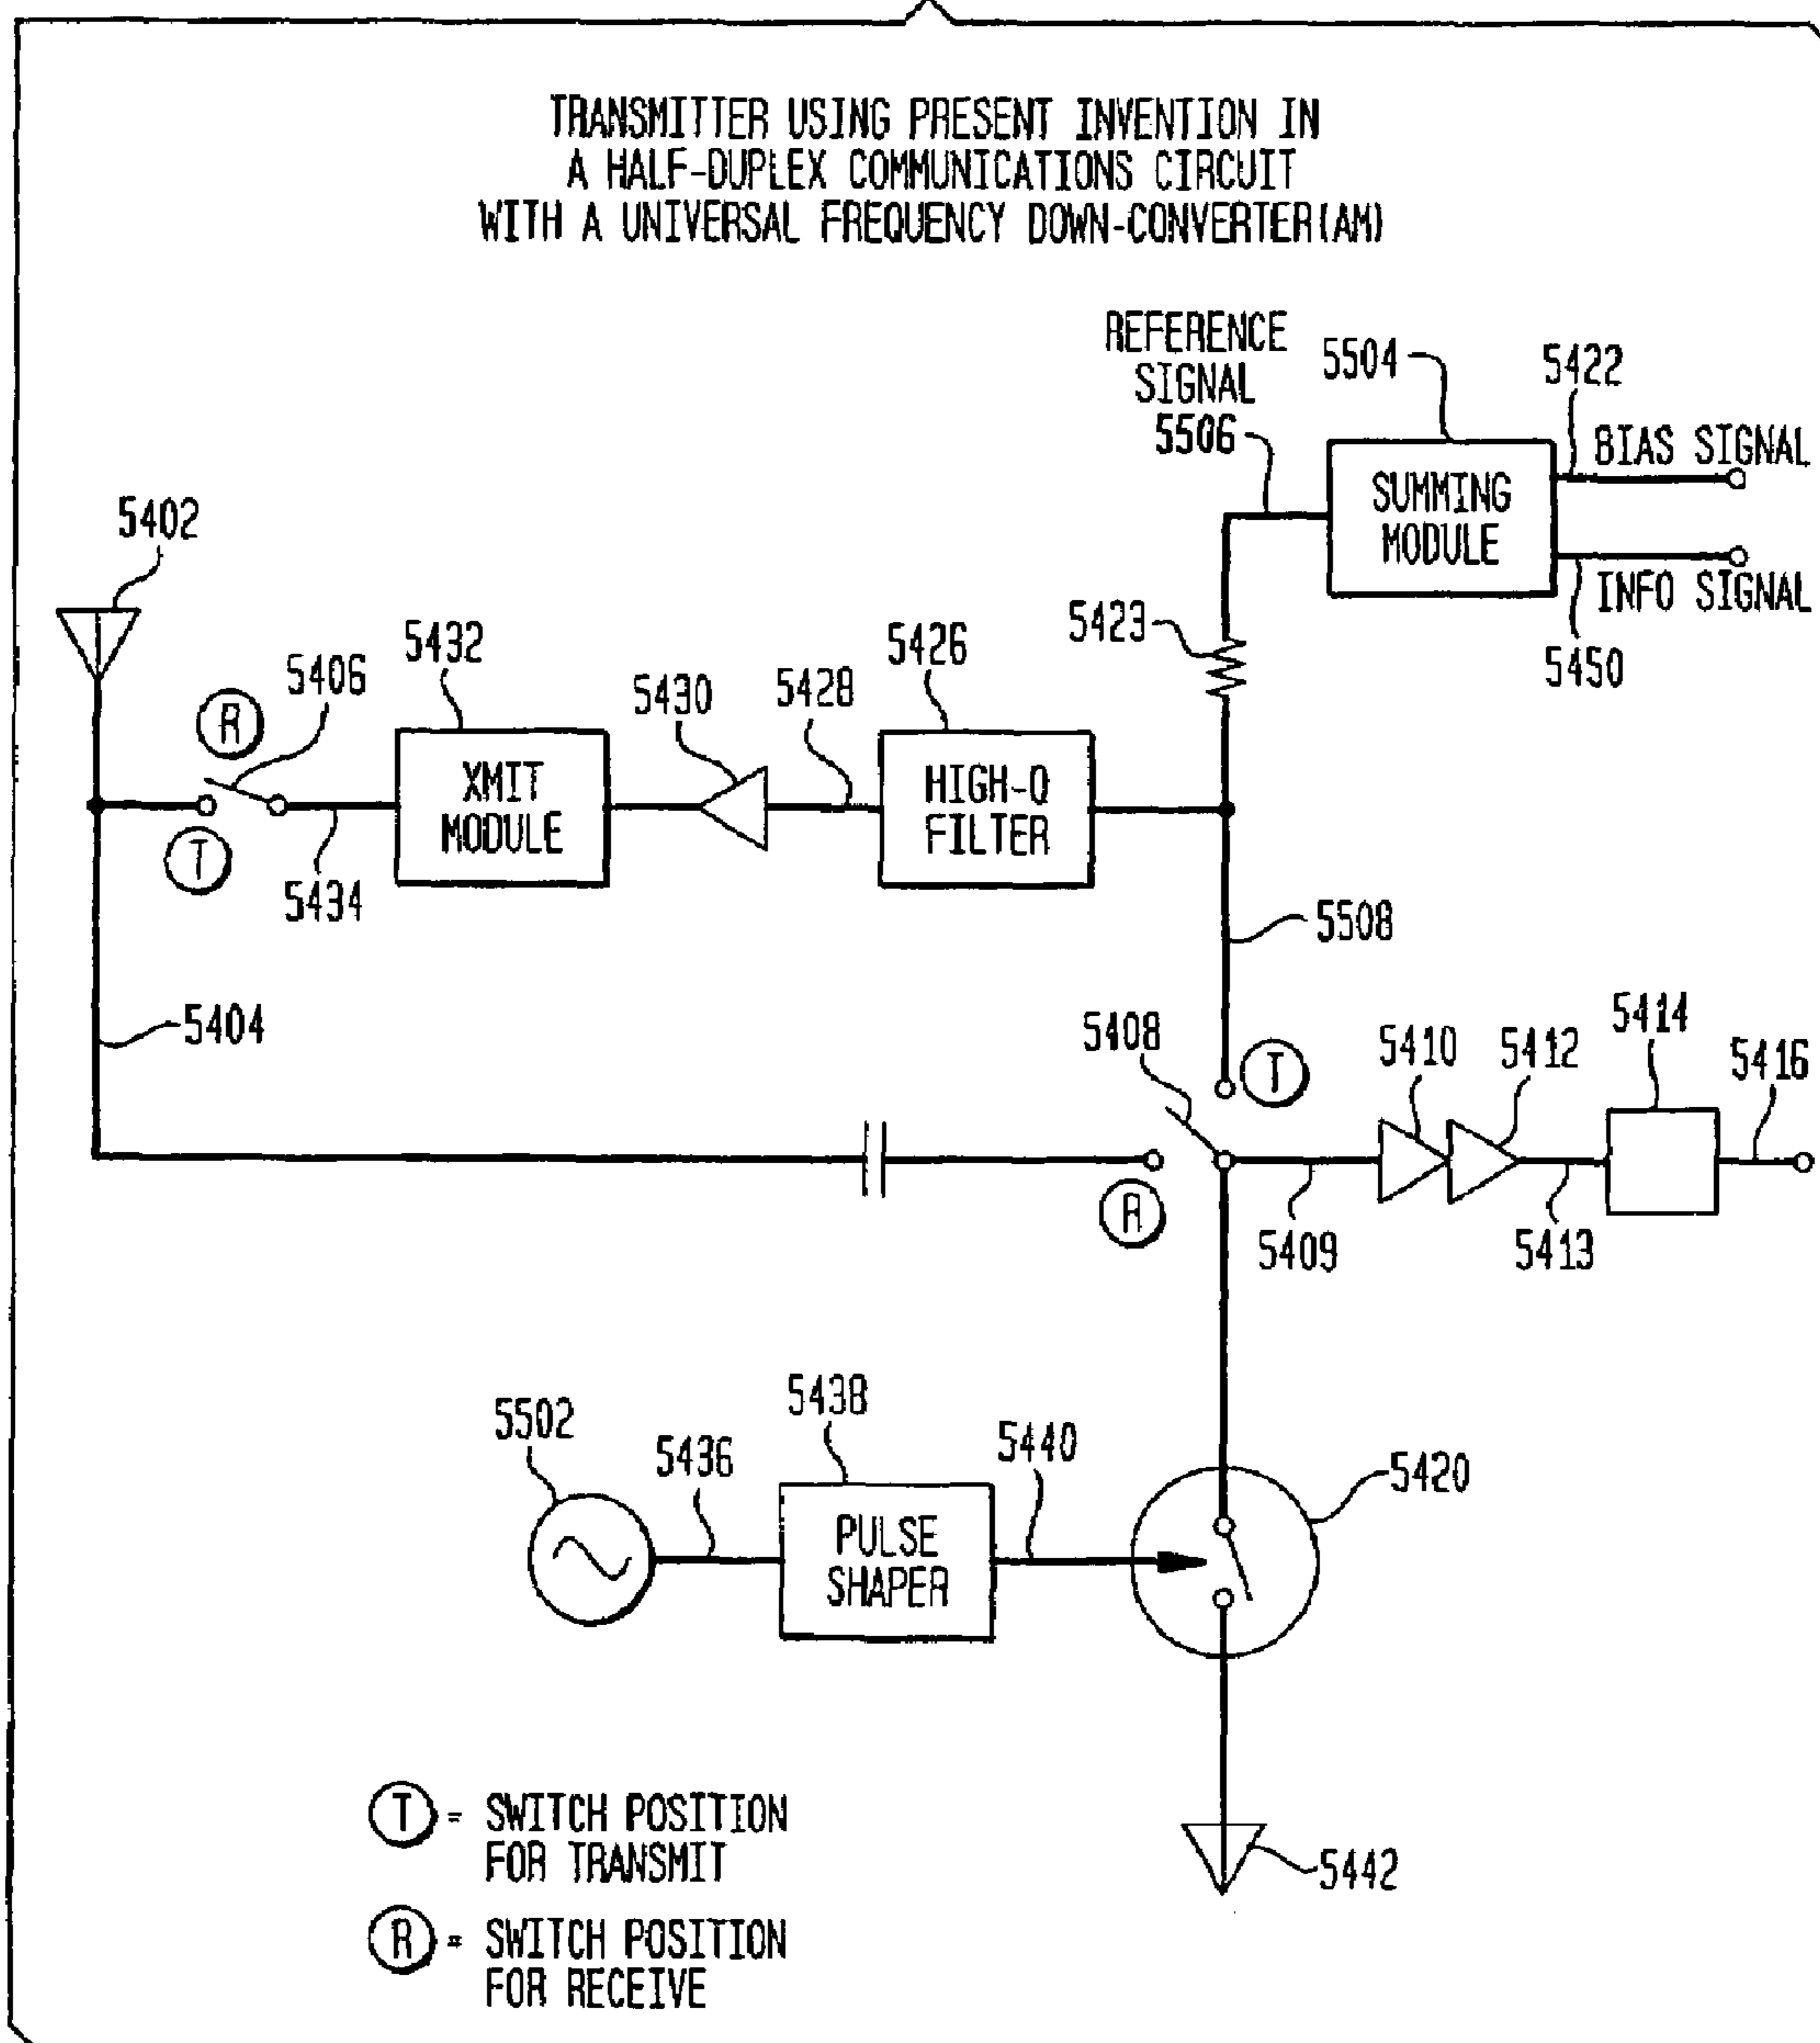 TRANSMITTER USING PRESENT INVENTION IN
A HALF-DUPLEX COMMUNICATIONS CIRCUIT
WITH A UNIVERSAL FREQUENCY DOWN-CONVERTER(AM)
REFERENCE
SIGNAL
5506
5504
5422
BIAS SIGNAL
SUMMING
MODULE
INFO SIGNAL
5450
5402
5423
5432
5426
5406
5430
5428
R
XMIT
MODULE
HIGH-Q
FILTER
T
5434
5508
5404
5408
T
5410
5412
5414
5416
R
5409
5413
5502
5436
5438
5440
5420
PULSE
SHAPER
T = SWITCH POSITION
FOR TRANSMIT
5442
R = SWITCH POSITION
FOR RECEIVE